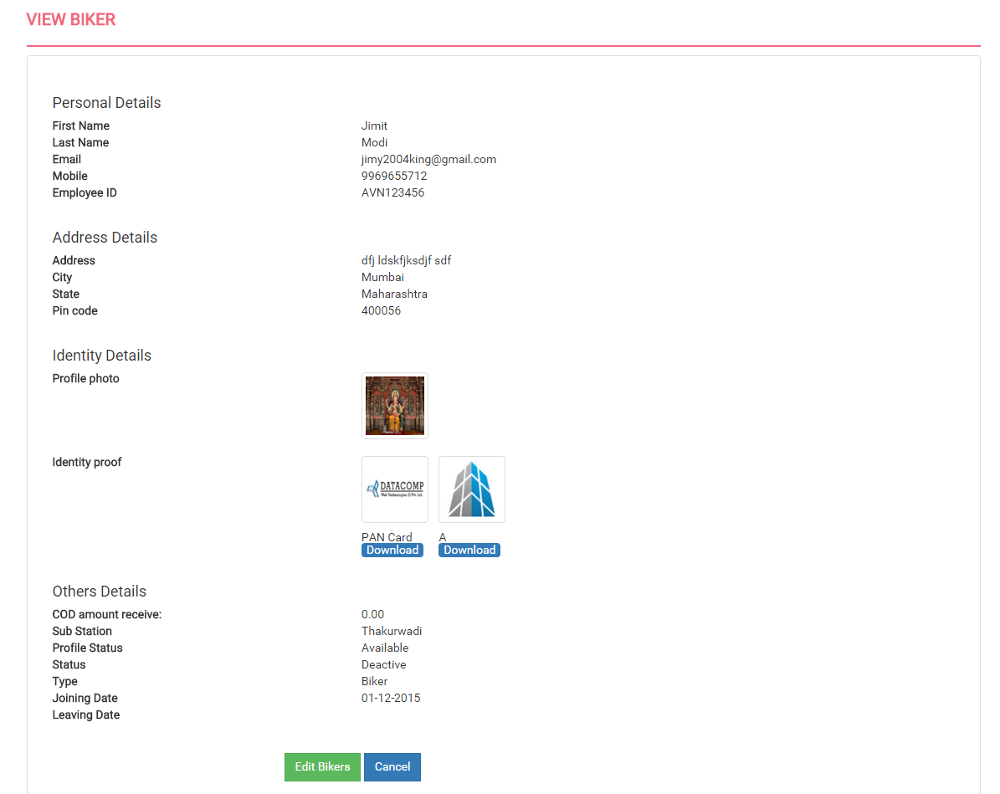 VIEW BIKER
Personal Details
First Name Jimit
Last Name Modi
Email jimy2004king@gmail.com
Mobile 9969655712
Employee ID AVN123456
Address Details
Address dfj ldskfjksdjf sdf
City Mumbai
State Maharashtra
Pin code 400056
Identity Details
Profile photo
Identity proof
DATACOMP
Web Technologies (I) Pvt. Ltd.
PAN Card A
Download Download
Others Details
COD amount receive: 0.00
Sub Station Thakurwadi
Profile Status Available
Status Deactive
Type Biker
Joining Date 01-12-2015
Leaving Date
Edit Bikers Cancel